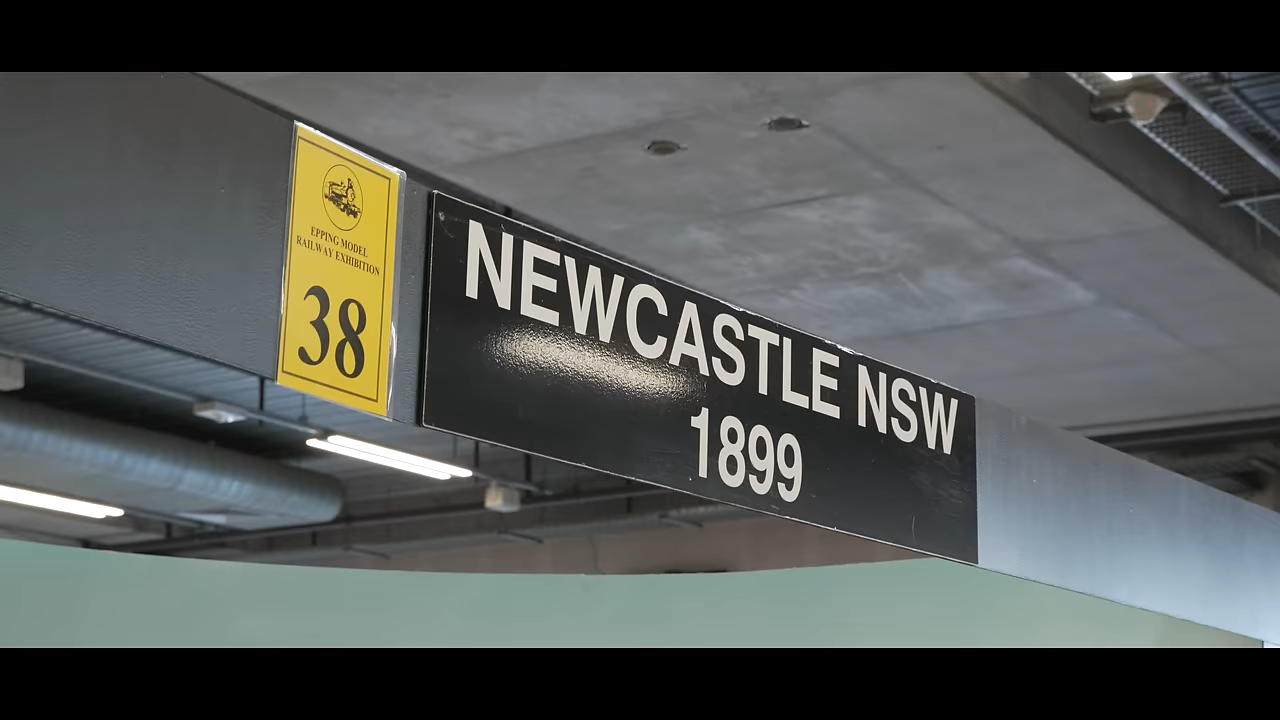 EPPING MODEL
RAILWAY EXHIBITION
38
NEWCASTLE NSW
1899